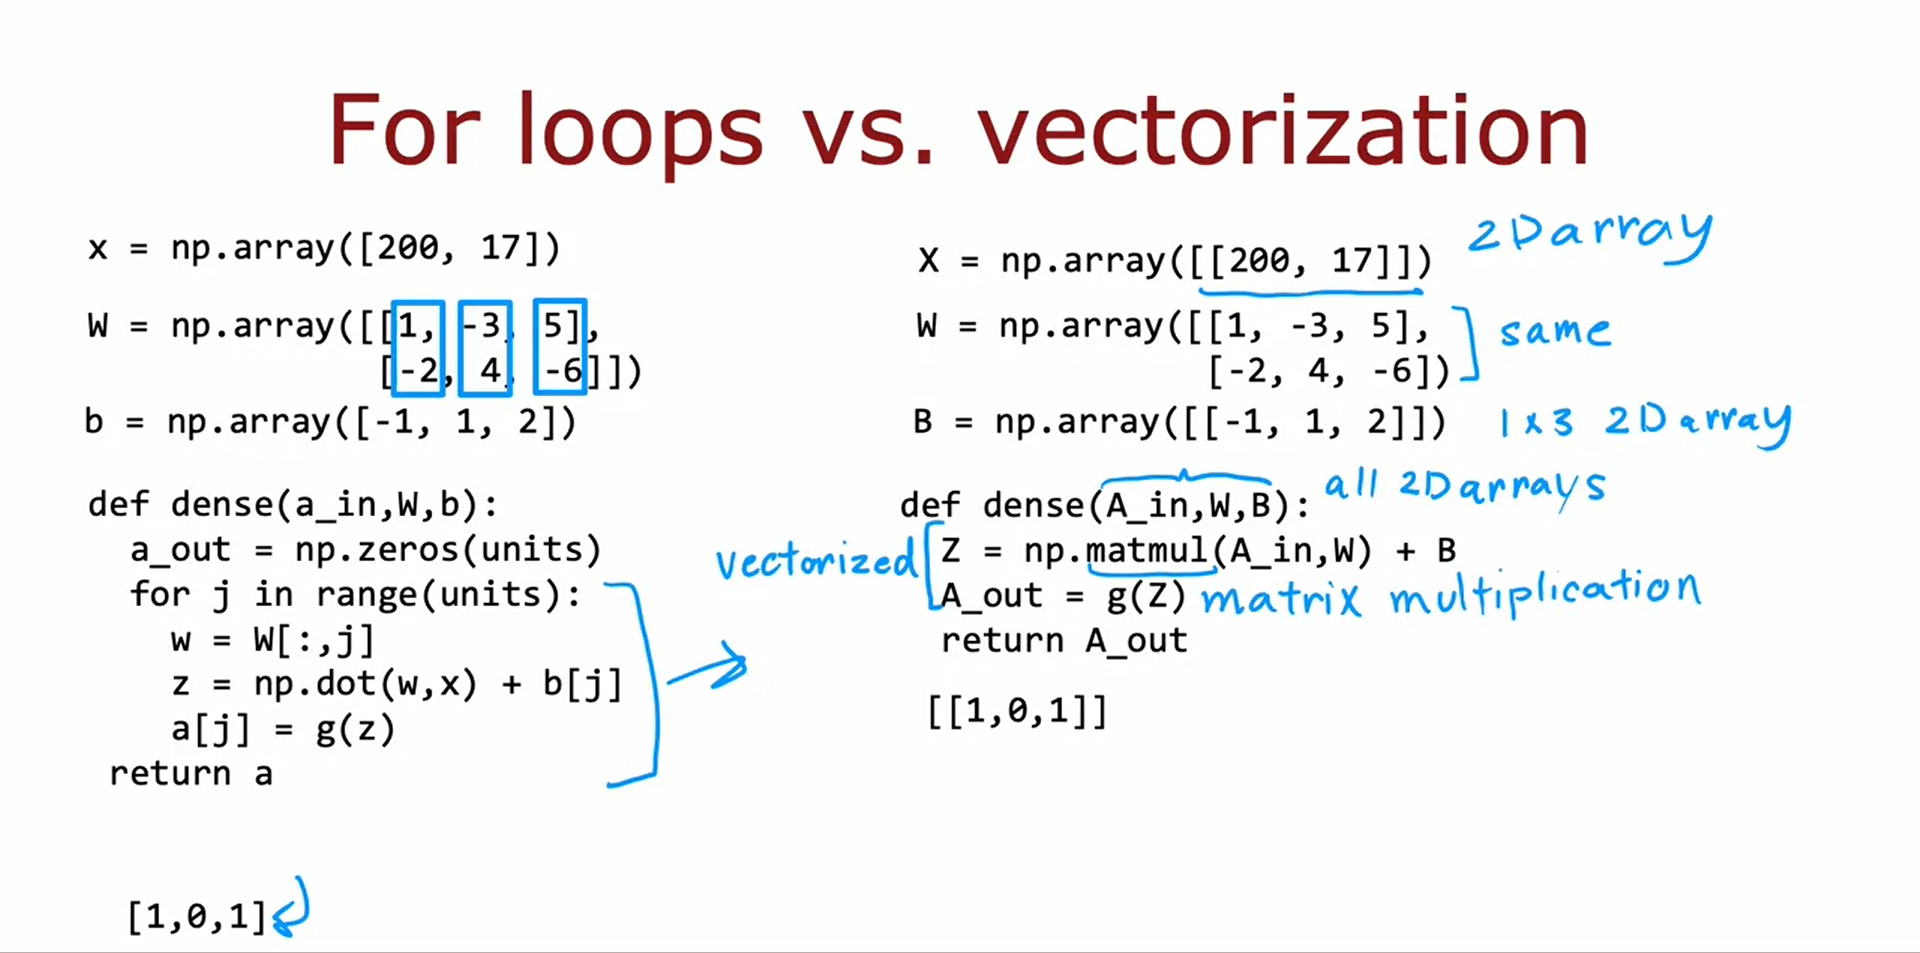 For loops vs. vectorization
x = np.array([200, 17])
W = np.array([[1, -3, 5],
[-2, 4, -6]])
b = np.array([-1, 1, 2])
def dense(a_in,W,b):
a_out = np.zeros(units)
for j in range(units):
w = W[:,j]
z = np.dot(w,x) + b[j]
a[j] = g(z)
return a
[1,0,1]
X = np.array([[200, 17]]) 2D array
W = np.array([[1, -3, 5],
[-2, 4, -6]) same
B = np.array([[-1, 1, 2]]) 1 x 3 2D array
def dense(A_in,W,B): all 2D arrays
vectorized Z = np.matmul(A_in,W) + B
A_out = g(Z) matrix multiplication
return A_out
[[1,0,1]]